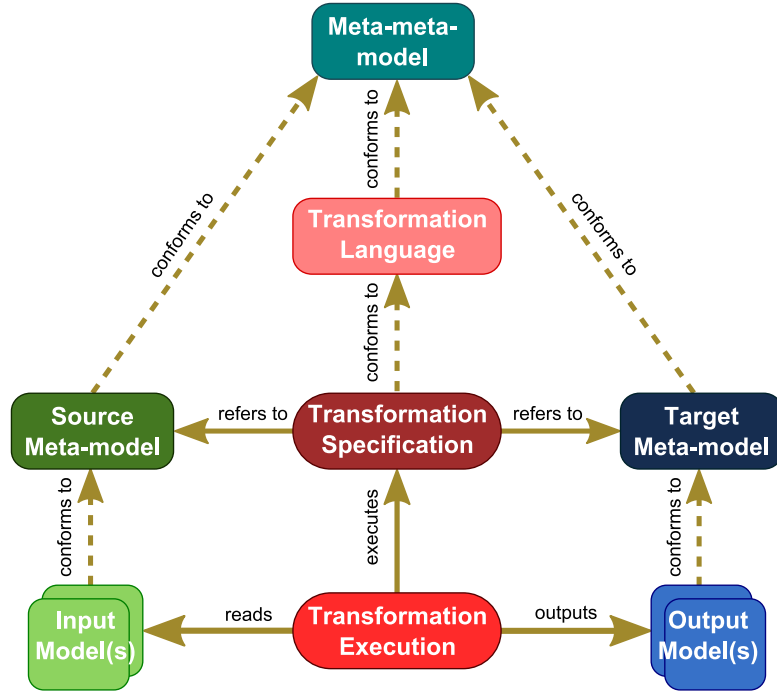 Meta-meta-
model
conforms to
conforms to
conforms to
Transformation
Language
conforms to
Source
Meta-model
refers to
Transformation
Specification
refers to
Target
Meta-model
conforms to
executes
conforms to
Input
Model(s)
reads
Transformation
Execution
outputs
Output
Model(s)